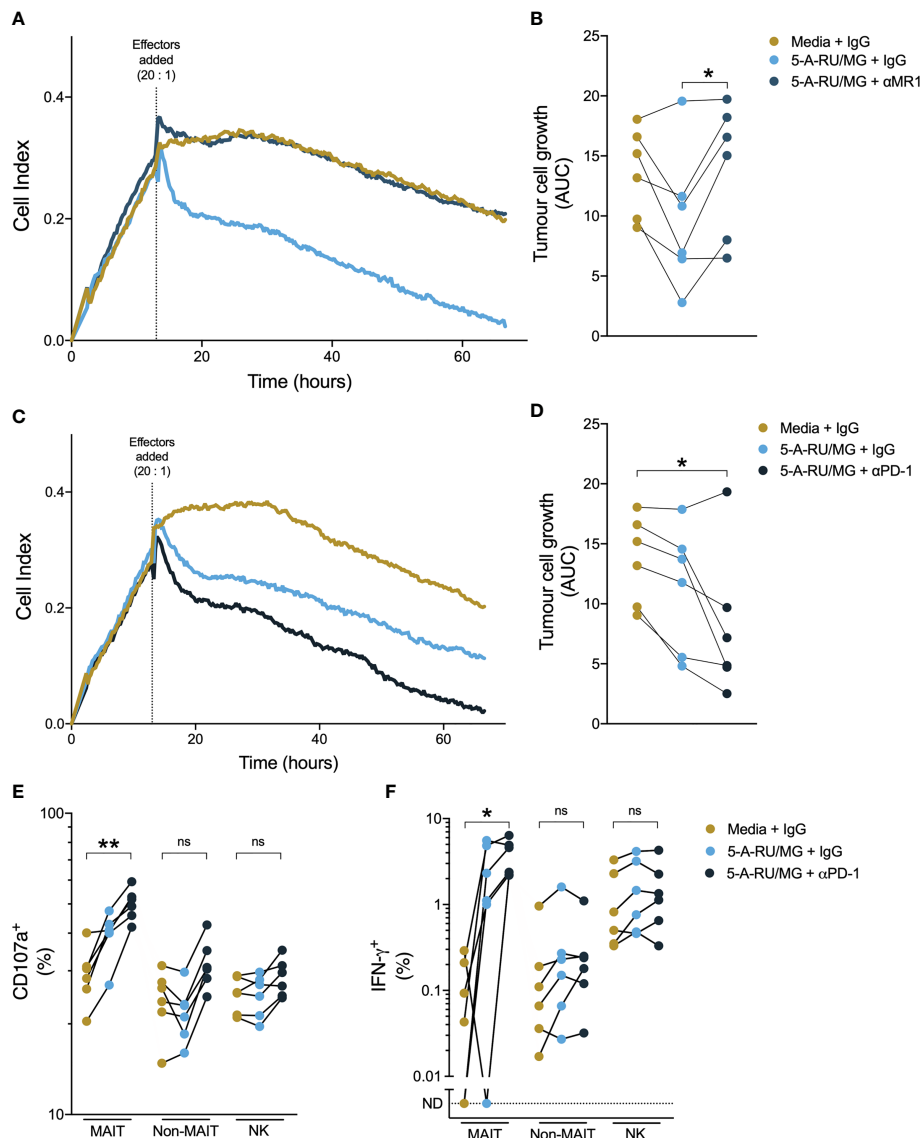 A
Effectors
added
(20 : 1)
Cell Index
0.4
0.2
0.0
0
20
40
60
Time (hours)
B
Tumour cell growth
(AUC)
25
20
15
10
5
0
*
Media + IgG
5-A-RU/MG + IgG
5-A-RU/MG + αMR1
C
Effectors
added
(20 : 1)
Cell Index
0.4
0.2
0.0
0
20
40
60
Time (hours)
D
Tumour cell growth
(AUC)
25
20
15
10
5
0
*
Media + IgG
5-A-RU/MG + IgG
5-A-RU/MG + αPD-1
E
CD107a⁺
(%)
100
10
**
ns
ns
MAIT
Non-MAIT
NK
F
IFN-γ⁺
(%)
10
1
0.1
0.01
ND
*
ns
ns
MAIT
Non-MAIT
NK
Media + IgG
5-A-RU/MG + IgG
5-A-RU/MG + αPD-1